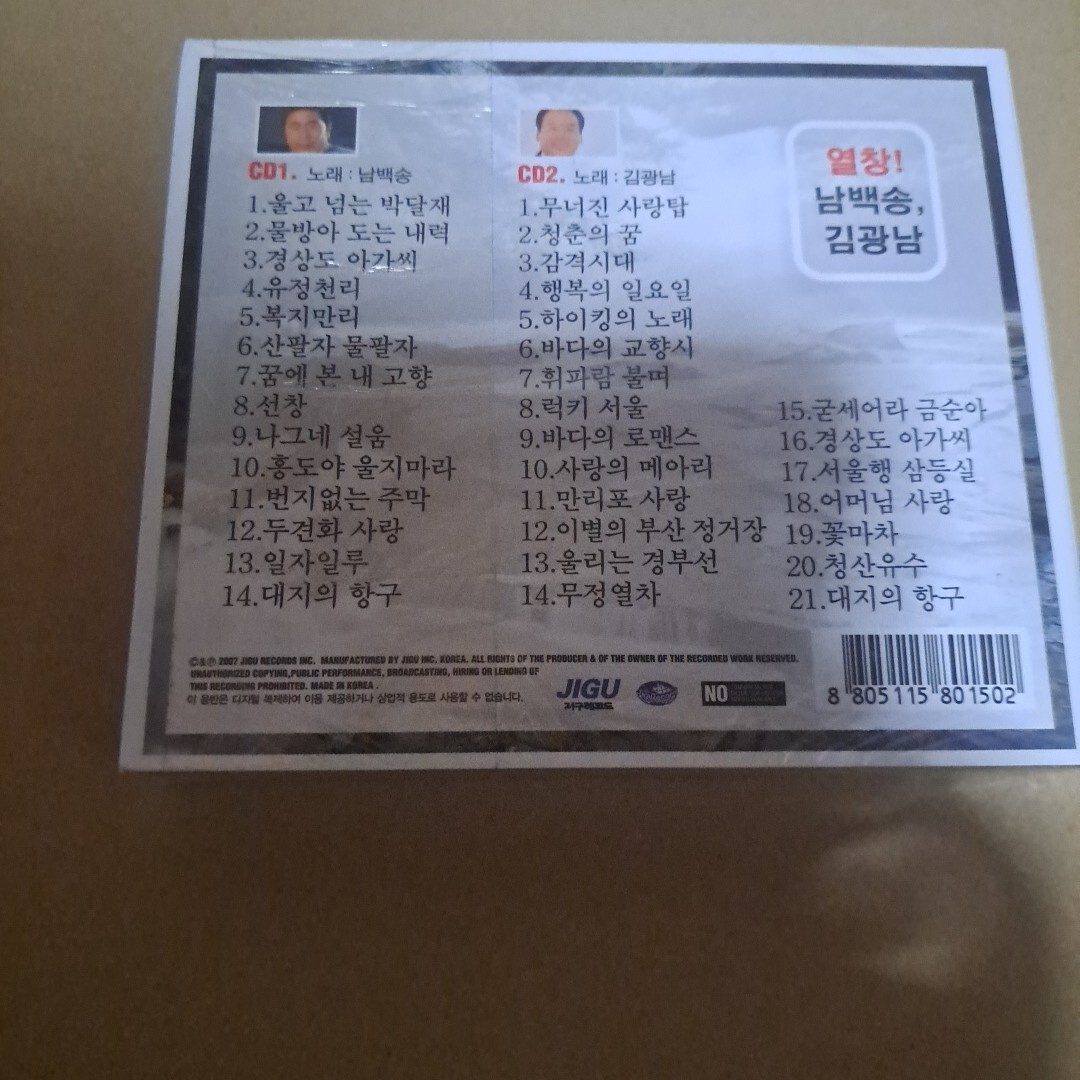 CD1. 노래 : 남백송
1.울고 넘는 박달재
2.물방아 도는 내력
3.경상도 아가씨
4.유정천리
5.복지만리
6.산팔자 물팔자
7.꿈에 본 내 고향
8.선창
9.나그네 설움
10.홍도야 울지마라
11.번지없는 주막
12.두견화 사랑
13.일자일루
14.대지의 항구
CD2. 노래 : 김광남
1.무너진 사랑탑
2.청춘의 꿈
3.감격시대
4.행복의 일요일
5.하이킹의 노래
6.바다의 교향시
7.휘파람 불며
8.럭키 서울
9.바다의 로맨스
10.사랑의 메아리
11.만리포 사랑
12.이별의 부산 정거장
13.울리는 경부선
14.무정열차
15.굳세어라 금순아
16.경상도 아가씨
17.서울행 삼등실
18.어머님 사랑
19.꽃마차
20.청산유수
21.대지의 항구
열창!
남백송,
김광남
©&℗ 2007 JIGU RECORDS INC. MANUFACTURED BY JIGU INC. KOREA. ALL RIGHTS OF THE PRODUCER & OF THE OWNER OF THE RECORDED WORK RESERVED.
UNAUTHORIZED COPYING,PUBLIC PERFORMANCE, BROADCASTING, HIRING OR LENDING OF
THIS RECORDING PROHIBITED. MADE IN KOREA .
이 음반은 디지털 복제하여 이용 제공하거나 상업적 용도로 사용할 수 없습니다.
JIGU
지구레코드
NO
8 805115 801502